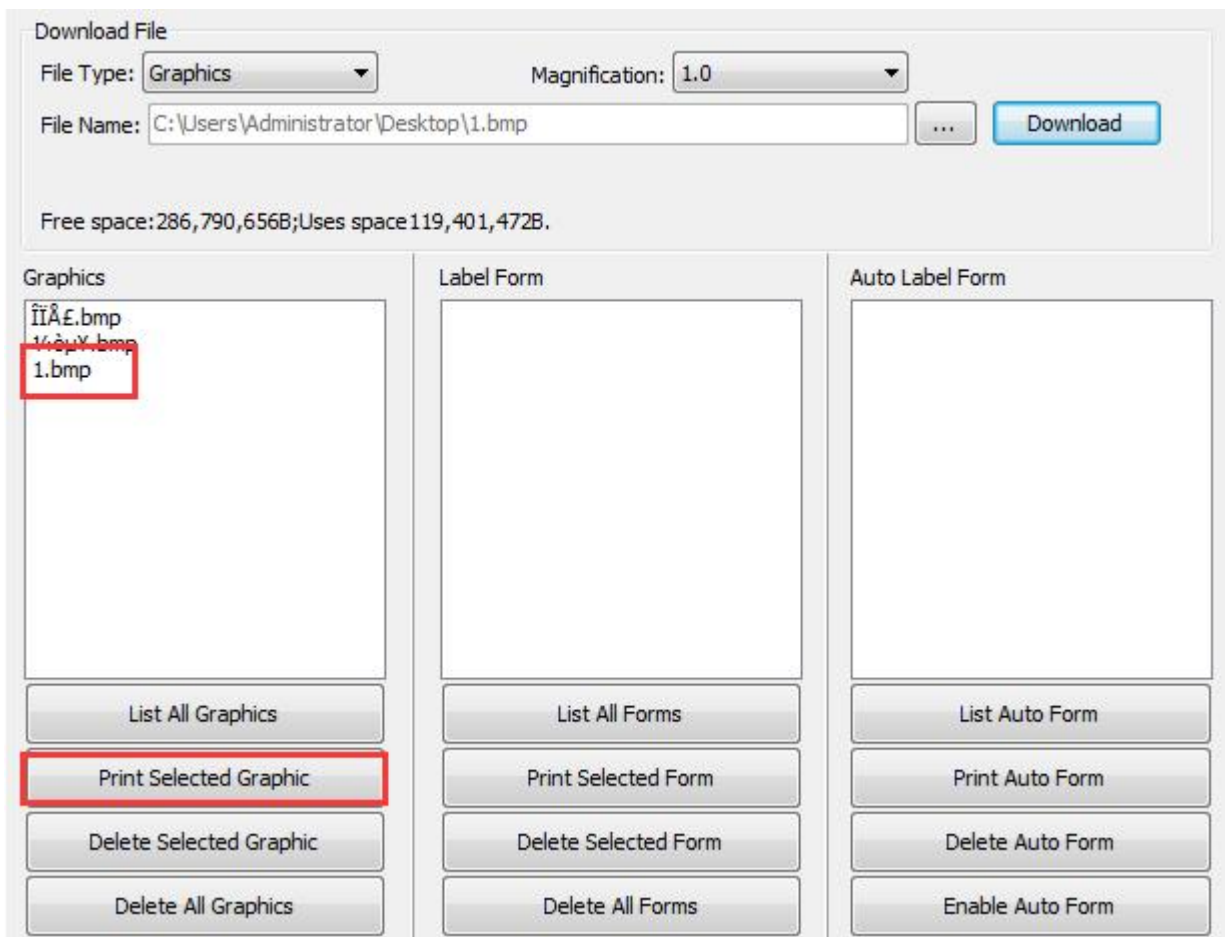 Download File
File Type: Graphics Magnification: 1.0
File Name: C:\Users\Administrator\Desktop\1.bmp ... Download
Free space:286,790,656B;Uses space119,401,472B.
Graphics
ÎïÅ£.bmp
¼òµ¥.bmp
1.bmp
List All Graphics
Print Selected Graphic
Delete Selected Graphic
Delete All Graphics
Label Form
List All Forms
Print Selected Form
Delete Selected Form
Delete All Forms
Auto Label Form
List Auto Form
Print Auto Form
Delete Auto Form
Enable Auto Form